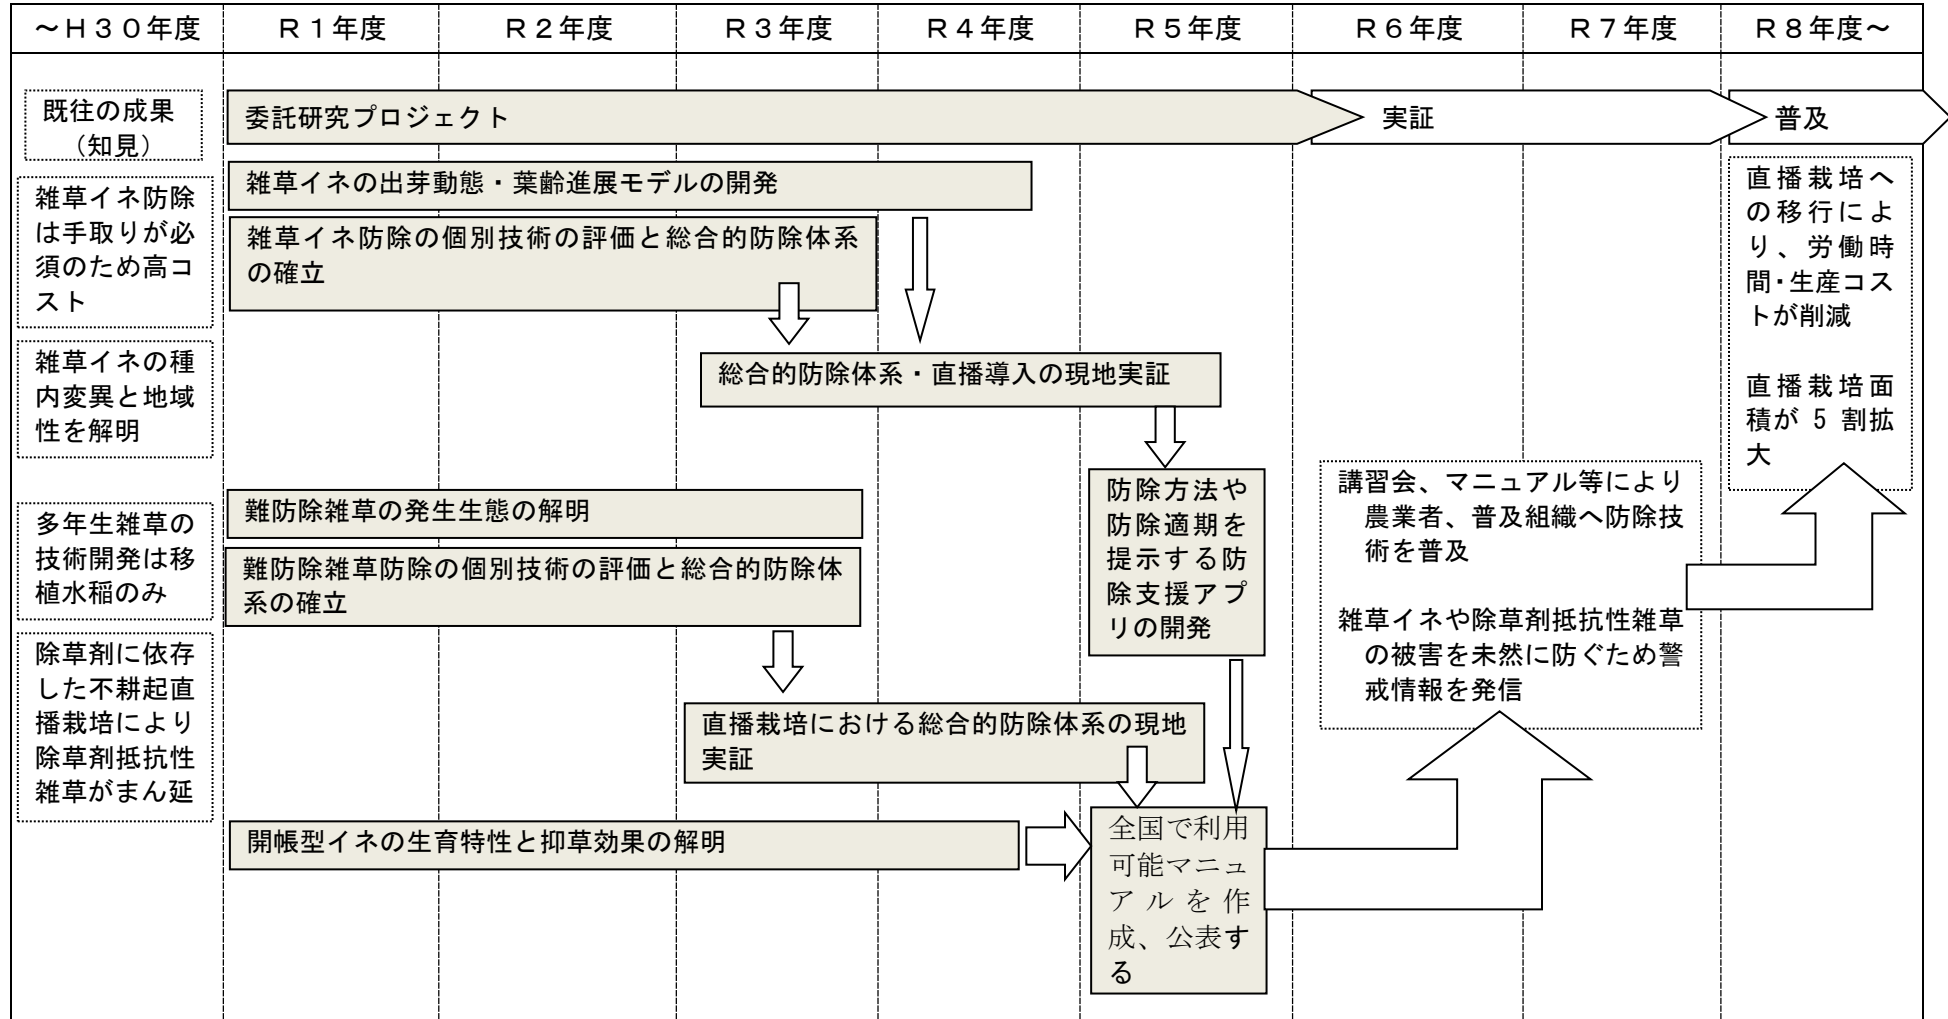 ～Ｈ３０年度
Ｒ１年度
Ｒ２年度
Ｒ３年度
Ｒ４年度
Ｒ５年度
Ｒ６年度
Ｒ７年度
Ｒ８年度～
既往の成果
（知見）
委託研究プロジェクト
実証
普及
雑草イネ防除
は手取りが必
須のため高コ
スト
雑草イネの種
内変異と地域
性を解明
多年生雑草の
技術開発は移
植水稲のみ
除草剤に依存
した不耕起直
播栽培により
除草剤抵抗性
雑草がまん延
雑草イネの出芽動態・葉齢進展モデルの開発
雑草イネ防除の個別技術の評価と総合的防除体系
の確立
総合的防除体系・直播導入の現地実証
難防除雑草の発生生態の解明
難防除雑草防除の個別技術の評価と総合的防除体
系の確立
直播栽培における総合的防除体系の現地
実証
開帳型イネの生育特性と抑草効果の解明
防除方法や
防除適期を
提示する防
除支援アプ
リの開発
全国で利用
可能マニュ
アルを作
成、公表す
る
講習会、マニュアル等により
農業者、普及組織へ防除技
術を普及
雑草イネや除草剤抵抗性雑草
の被害を未然に防ぐため警
戒情報を発信
直播栽培へ
の移行によ
り、労働時
間・生産コス
トが削減
直播栽培面
積が 5 割拡
大